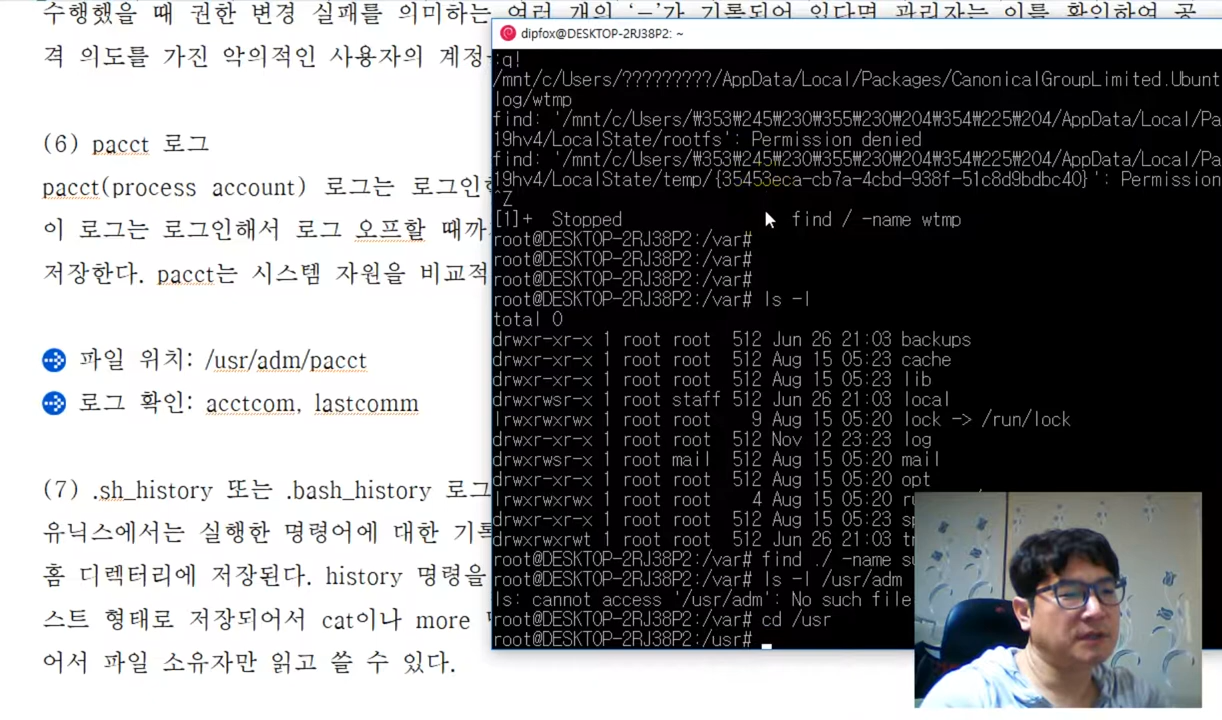 수행했을 때 권한 변경 실패를 의미하는 여러 개의 '-'가 기록되어 있다면 관리자는 이를 확인하여 공
격 의도를 가진 악의적인 사용자의 계정
(6) pacct 로그
pacct(process account) 로그는 로그인
이 로그는 로그인해서 로그 오프할 때까
저장한다. pacct는 시스템 자원을 비교적
파일 위치: /usr/adm/pacct
로그 확인: acctcom, lastcomm
(7) .sh_history 또는 .bash_history 로그
유닉스에서는 실행한 명령어에 대한 기록
홈 디렉터리에 저장된다. history 명령을
스트 형태로 저장되어서 cat이나 more
어서 파일 소유자만 읽고 쓸 수 있다.
dipfox@DESKTOP-2RJ38P2: ~
:q!
/mnt/c/Users/?????????/AppData/Local/Packages/CanonicalGroupLimited.Ubunt
log/wtmp
find: '/mnt/c/Users/₩353₩245₩230₩355₩230₩204₩354₩225₩204/AppData/Local/Pa
19hv4/LocalState/rootfs': Permission denied
find: '/mnt/c/Users/₩353₩245₩230₩355₩230₩204₩354₩225₩204/AppData/Local/Pa
19hv4/LocalState/temp/{35453eca-cb7a-4cbd-938f-51c8d9bdbc40}': Permission
^Z
[1]+  Stopped                 find / -name wtmp
root@DESKTOP-2RJ38P2:/var#
root@DESKTOP-2RJ38P2:/var#
root@DESKTOP-2RJ38P2:/var#
root@DESKTOP-2RJ38P2:/var# ls -l
total 0
drwxr-xr-x 1 root root  512 Jun 26 21:03 backups
drwxr-xr-x 1 root root  512 Aug 15 05:23 cache
drwxr-xr-x 1 root root  512 Aug 15 05:23 lib
drwxrwsr-x 1 root staff 512 Jun 26 21:03 local
lrwxrwxrwx 1 root root    9 Aug 15 05:20 lock -> /run/lock
drwxr-xr-x 1 root root  512 Nov 12 23:23 log
drwxrwsr-x 1 root mail  512 Aug 15 05:20 mail
drwxr-xr-x 1 root root  512 Aug 15 05:20 opt
lrwxrwxrwx 1 root root    4 Aug 15 05:20
drwxr-xr-x 1 root root  512 Aug 15 05:23
drwxrwxrwt 1 root root  512 Jun 26 21:03
root@DESKTOP-2RJ38P2:/var# find ./ -name
root@DESKTOP-2RJ38P2:/var# ls -l /usr/adm
ls: cannot access '/usr/adm': No such file
root@DESKTOP-2RJ38P2:/var# cd /usr
root@DESKTOP-2RJ38P2:/usr#